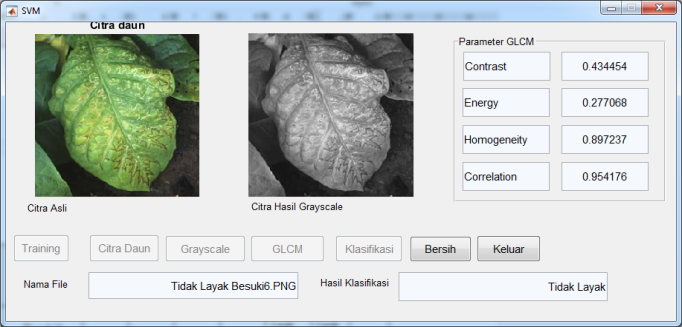 SVM
Citra daun
Citra Asli
Citra Hasil Grayscale
Parameter GLCM
Contrast 0.434454
Energy 0.277068
Homogeneity 0.897237
Correlation 0.954176
Training Citra Daun Grayscale GLCM Klasifikasi Bersih Keluar
Nama File Tidak Layak Besuki6.PNG Hasil Klasifikasi Tidak Layak